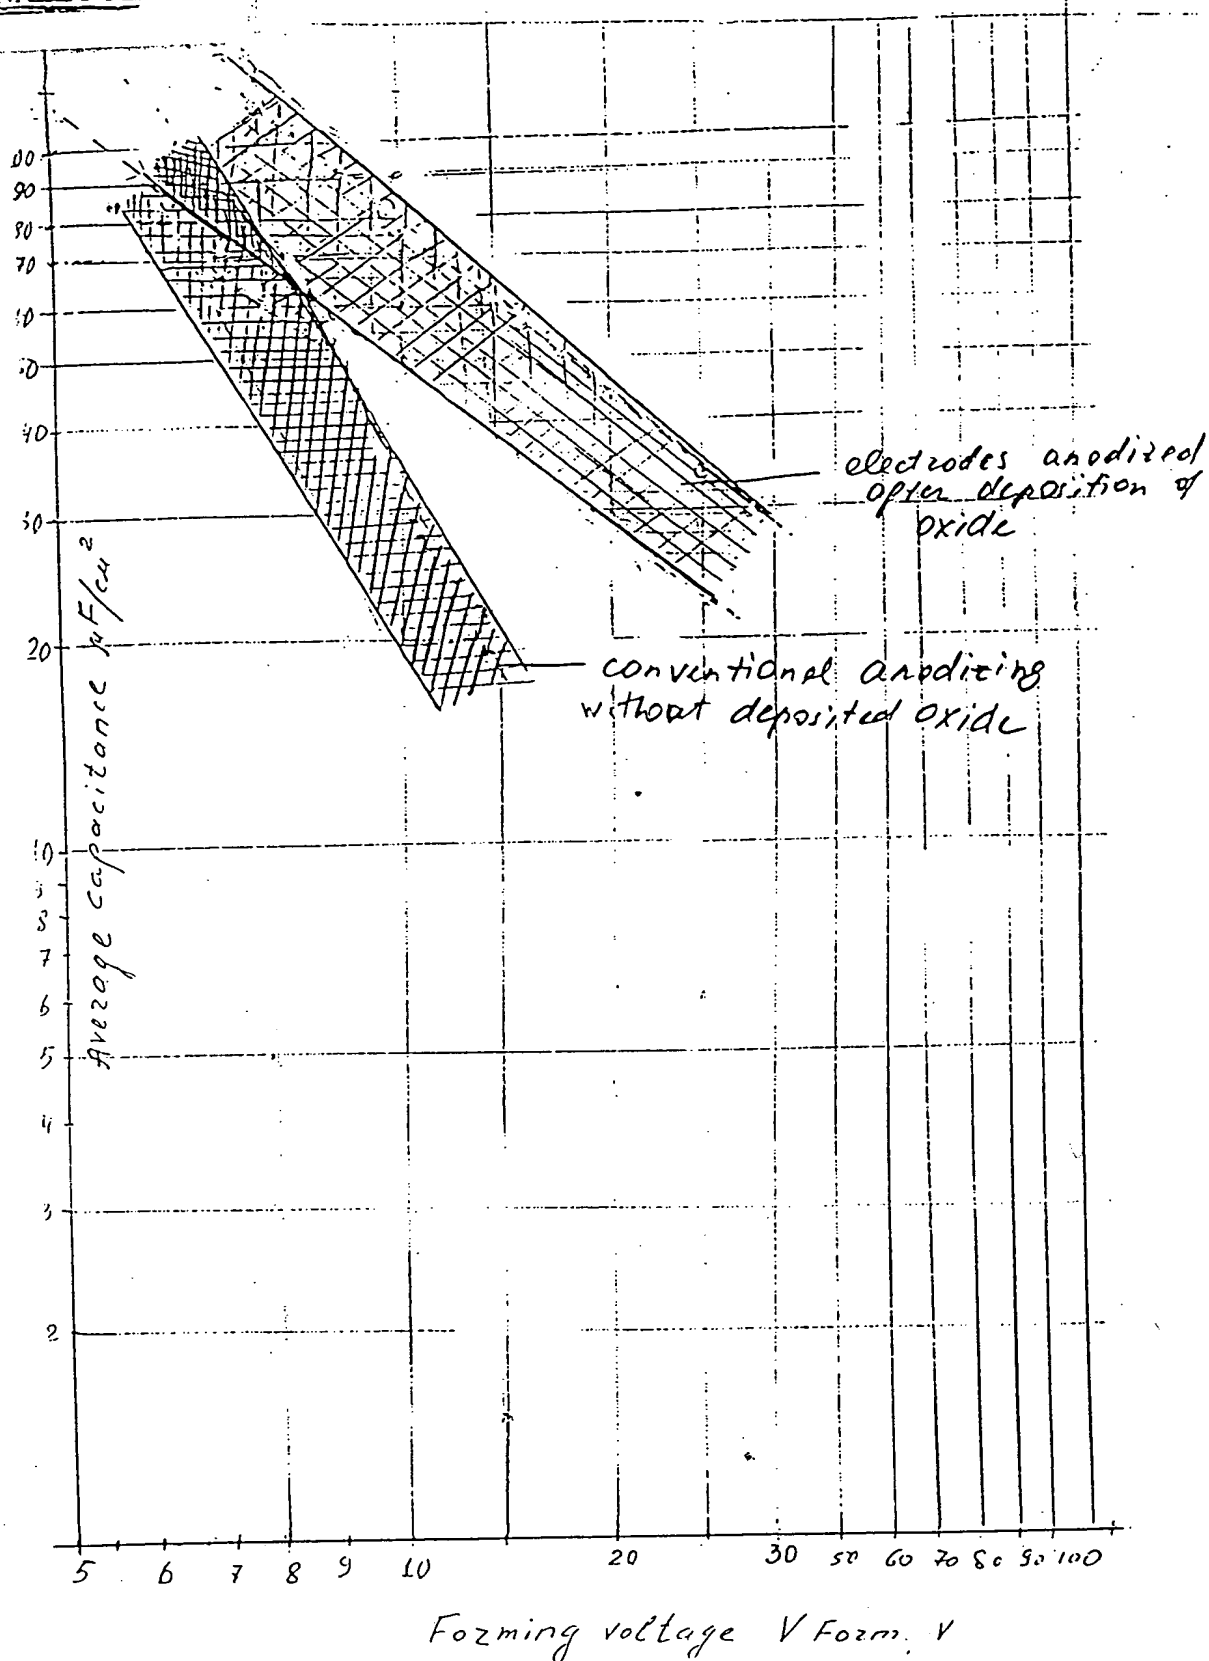 90
80
70
40
20
Average capacitance µF/cm²
8
7
6
5
4
3
2
electrodes anodized
after deposition of
oxide
conventional anodizing
without deposited oxide
5 6 7 8 9 10 20 30 50 60 70 80 90 100
Forming voltage V Form. V